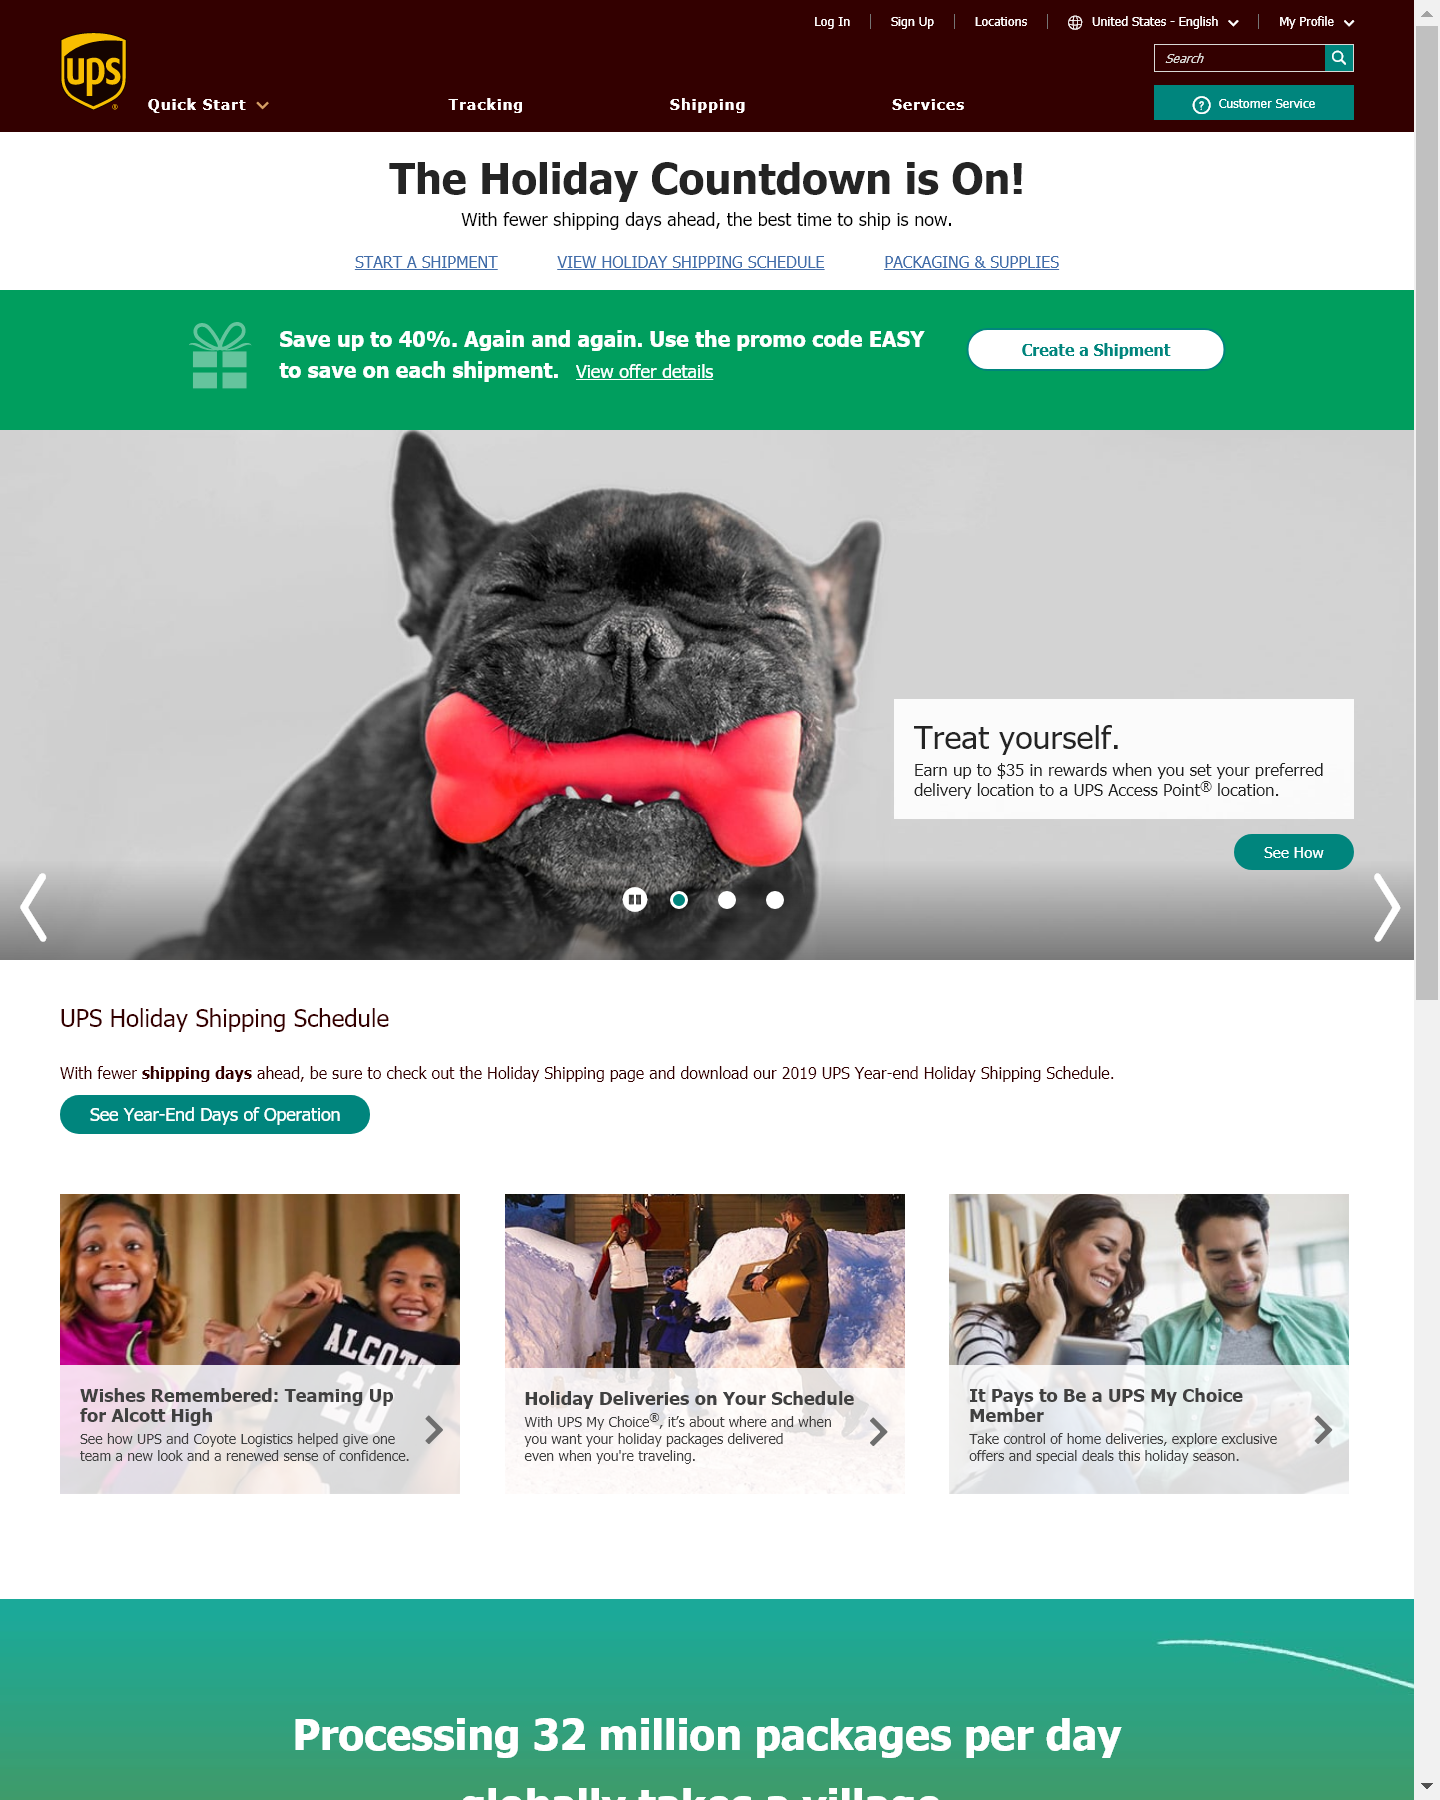 Log In
Sign Up
Locations
United States - English
My Profile
ups
Search
Quick Start
Tracking
Shipping
Services
Customer Service
The Holiday Countdown is On!
With fewer shipping days ahead, the best time to ship is now.
START A SHIPMENT
VIEW HOLIDAY SHIPPING SCHEDULE
PACKAGING & SUPPLIES
Save up to 40%. Again and again. Use the promo code EASY
to save on each shipment. View offer details
Create a Shipment
Treat yourself.
Earn up to $35 in rewards when you set your preferred
delivery location to a UPS Access Point® location.
See How
UPS Holiday Shipping Schedule
With fewer shipping days ahead, be sure to check out the Holiday Shipping page and download our 2019 UPS Year-end Holiday Shipping Schedule.
See Year-End Days of Operation
ALCOTT
20
Wishes Remembered: Teaming Up
for Alcott High
See how UPS and Coyote Logistics helped give one
team a new look and a renewed sense of confidence.
Holiday Deliveries on Your Schedule
With UPS My Choice®, it’s about where and when
you want your holiday packages delivered
even when you're traveling.
It Pays to Be a UPS My Choice
Member
Take control of home deliveries, explore exclusive
offers and special deals this holiday season.
Processing 32 million packages per day
globally takes a village